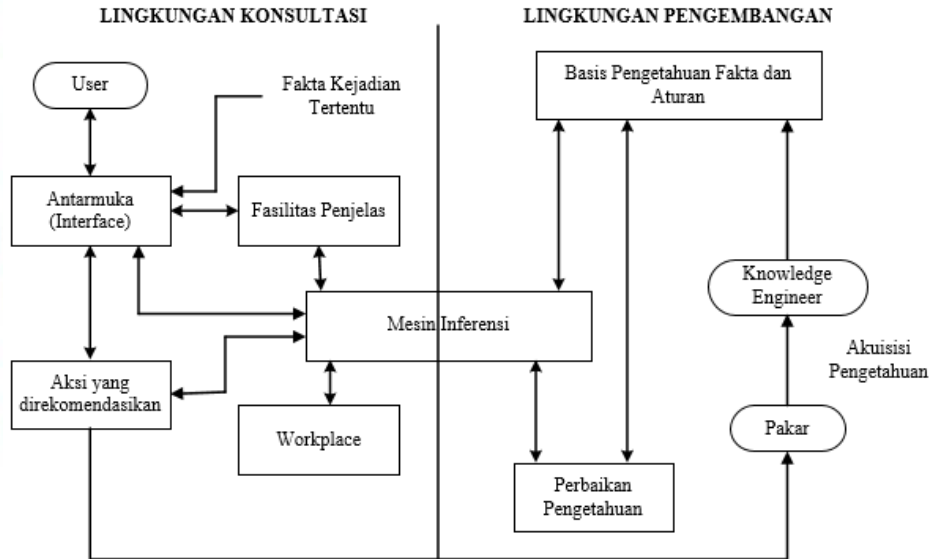 LINGKUNGAN KONSULTASI
LINGKUNGAN PENGEMBANGAN
User
Fakta Kejadian
Tertentu
Antarmuka
(Interface)
Fasilitas Penjelas
Mesin Inferensi
Aksi yang
direkomendasikan
Workplace
Basis Pengetahuan Fakta dan
Aturan
Knowledge
Engineer
Akuisisi
Pengetahuan
Pakar
Perbaikan
Pengetahuan